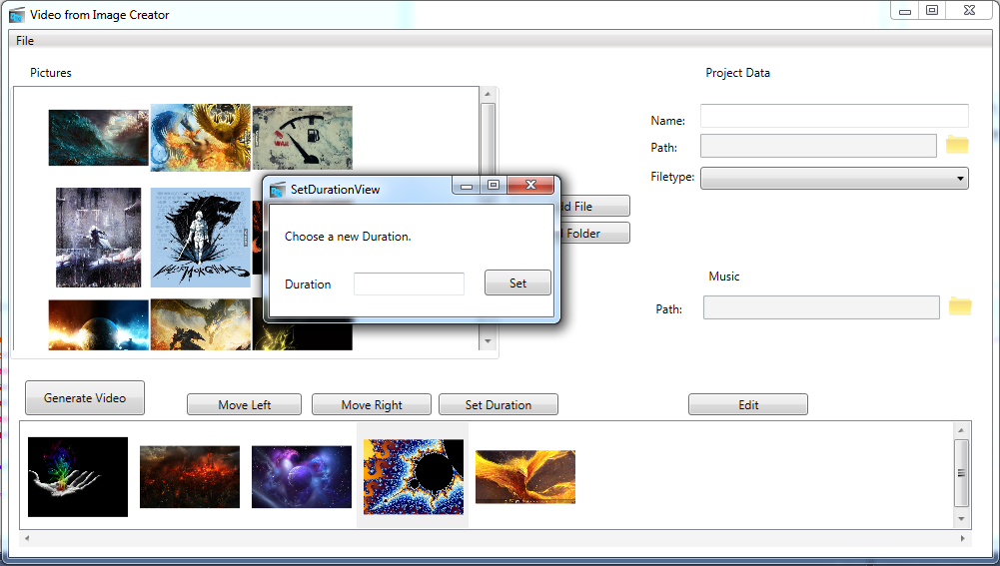 Video from Image Creator
File
Pictures
Project Data
Name:
Path:
Filetype:
SetDurationView
Choose a new Duration.
Duration
Set
File
Folder
Music
Path:
Generate Video
Move Left
Move Right
Set Duration
Edit